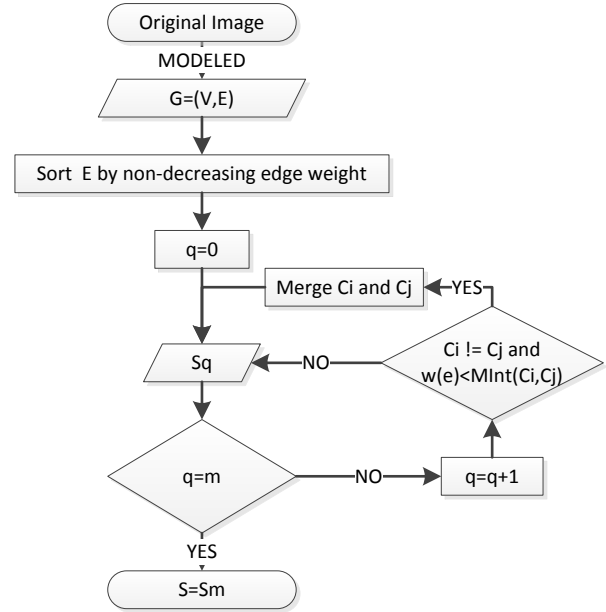 Original Image
MODELED
G=(V,E)
Sort E by non-decreasing edge weight
q=0
Merge Ci and Cj
YES
Ci != Cj and
w(e)<MInt(Ci,Cj)
NO
Sq
q=m
NO
q=q+1
YES
S=Sm